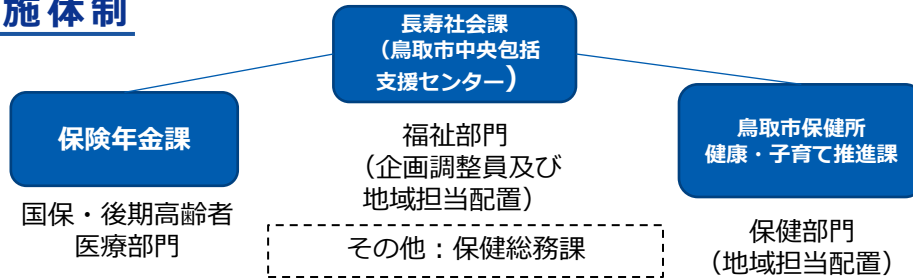 施体制
長寿社会課
（鳥取市中央包括
支援センター）
保険年金課
鳥取市保健所
健康・子育て推進課
福祉部門
（企画調整員及び
地域担当配置）
国保・後期高齢者
医療部門
その他：保健総務課
保健部門
（地域担当配置）